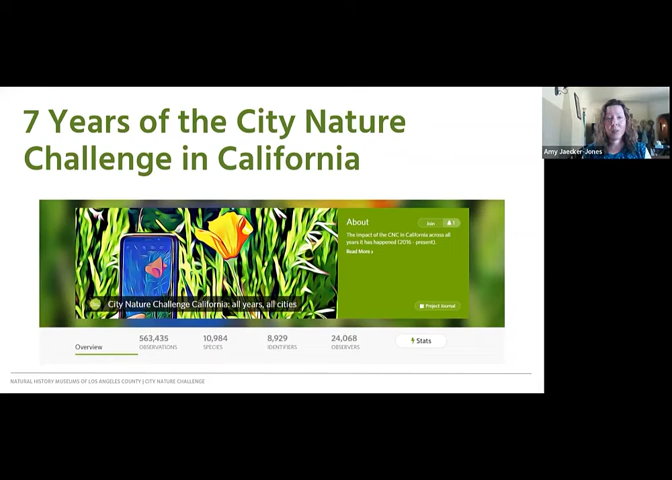 7 Years of the City Nature
Challenge in California
Amy Jaecker-Jones
About
Join
1
The impact of the CNC in California across all
years it has happened (2016 - present).
Read More ›
City Nature Challenge California: all years, all cities
Project Journal
Overview
563,435
OBSERVATIONS
10,984
SPECIES
8,929
IDENTIFIERS
24,068
OBSERVERS
Stats
NATURAL HISTORY MUSEUMS OF LOS ANGELES COUNTY | CITY NATURE CHALLENGE